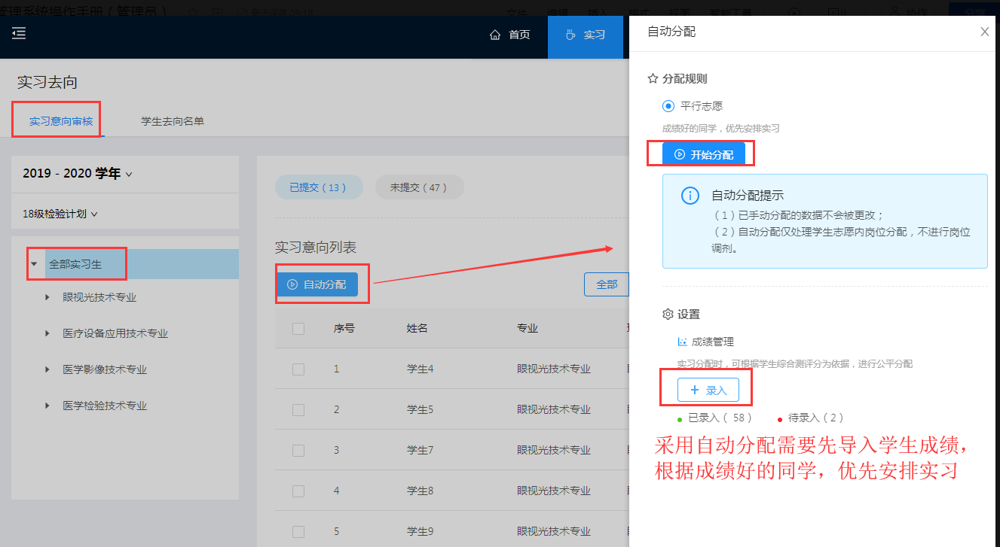 管理系统操作手册（管理员）
首页
实习
自动分配
实习去向
实习意向审核
学生去向名单
2019 - 2020 学年
18级检验计划
全部实习生
眼视光技术专业
医疗设备应用技术专业
医学影像技术专业
医学检验技术专业
已提交（13）
未提交（47）
实习意向列表
自动分配
全部
序号 姓名 专业
1 学生4 眼视光技术专业
2 学生5 眼视光技术专业
3 学生7 眼视光技术专业
4 学生8 眼视光技术专业
5 学生9 眼视光技术专业
分配规则
平行志愿
成绩好的同学，优先安排实习
开始分配
自动分配提示
（1）已手动分配的数据不会被更改；
（2）自动分配仅处理学生志愿内岗位分配，不进行岗位
调剂。
设置
成绩管理
实习分配时，可根据学生综合测评分为依据，进行公平分配
录入
已录入（ 58 ）
待录入（ 2 ）
采用自动分配需要先导入学生成绩，
根据成绩好的同学，优先安排实习